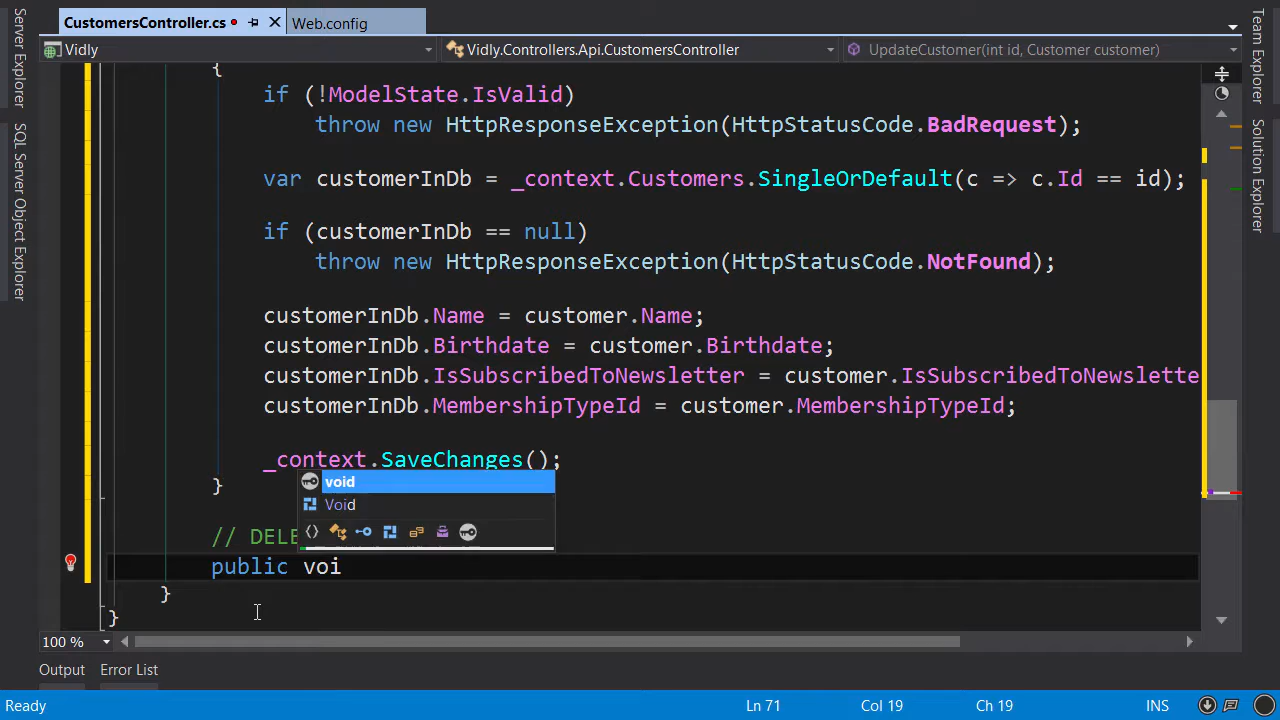 CustomersController.cs
Web.config
Server Explorer
SQL Server Object Explorer
Team Explorer
Solution Explorer
Vidly
Vidly.Controllers.Api.CustomersController
UpdateCustomer(int id, Customer customer)
{
if (!ModelState.IsValid)
throw new HttpResponseException(HttpStatusCode.BadRequest);
var customerInDb = _context.Customers.SingleOrDefault(c => c.Id == id);
if (customerInDb == null)
throw new HttpResponseException(HttpStatusCode.NotFound);
customerInDb.Name = customer.Name;
customerInDb.Birthdate = customer.Birthdate;
customerInDb.IsSubscribedToNewsletter = customer.IsSubscribedToNewslette
customerInDb.MembershipTypeId = customer.MembershipTypeId;
_context.SaveChanges();
}
void
Void
// DELE
public voi
}
}
100 %
Output
Error List
Ready
Ln 71
Col 19
Ch 19
INS